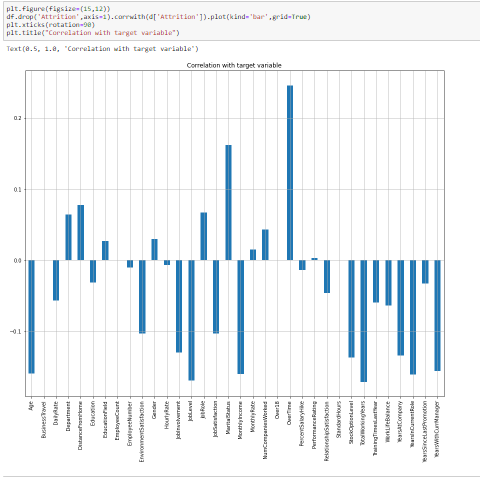 plt.figure(figsize=(15,12))
df.drop('Attrition',axis=1).corrwith(d['Attrition']).plot(kind='bar',grid=True)
plt.xticks(rotation=90)
plt.title("Correlation with target variable")
Text(0.5, 1.0, 'Correlation with target variable')
Correlation with target variable
0.2
0.1
0.0
−0.1
Age
BusinessTravel
DailyRate
Department
DistanceFromHome
Education
EducationField
EmployeeCount
EmployeeNumber
EnvironmentSatisfaction
Gender
HourlyRate
JobInvolvement
JobLevel
JobRole
JobSatisfaction
MaritalStatus
MonthlyIncome
MonthlyRate
NumCompaniesWorked
Over18
OverTime
PercentSalaryHike
PerformanceRating
RelationshipSatisfaction
StandardHours
StockOptionLevel
TotalWorkingYears
TrainingTimesLastYear
WorkLifeBalance
YearsAtCompany
YearsInCurrentRole
YearsSinceLastPromotion
YearsWithCurrManager